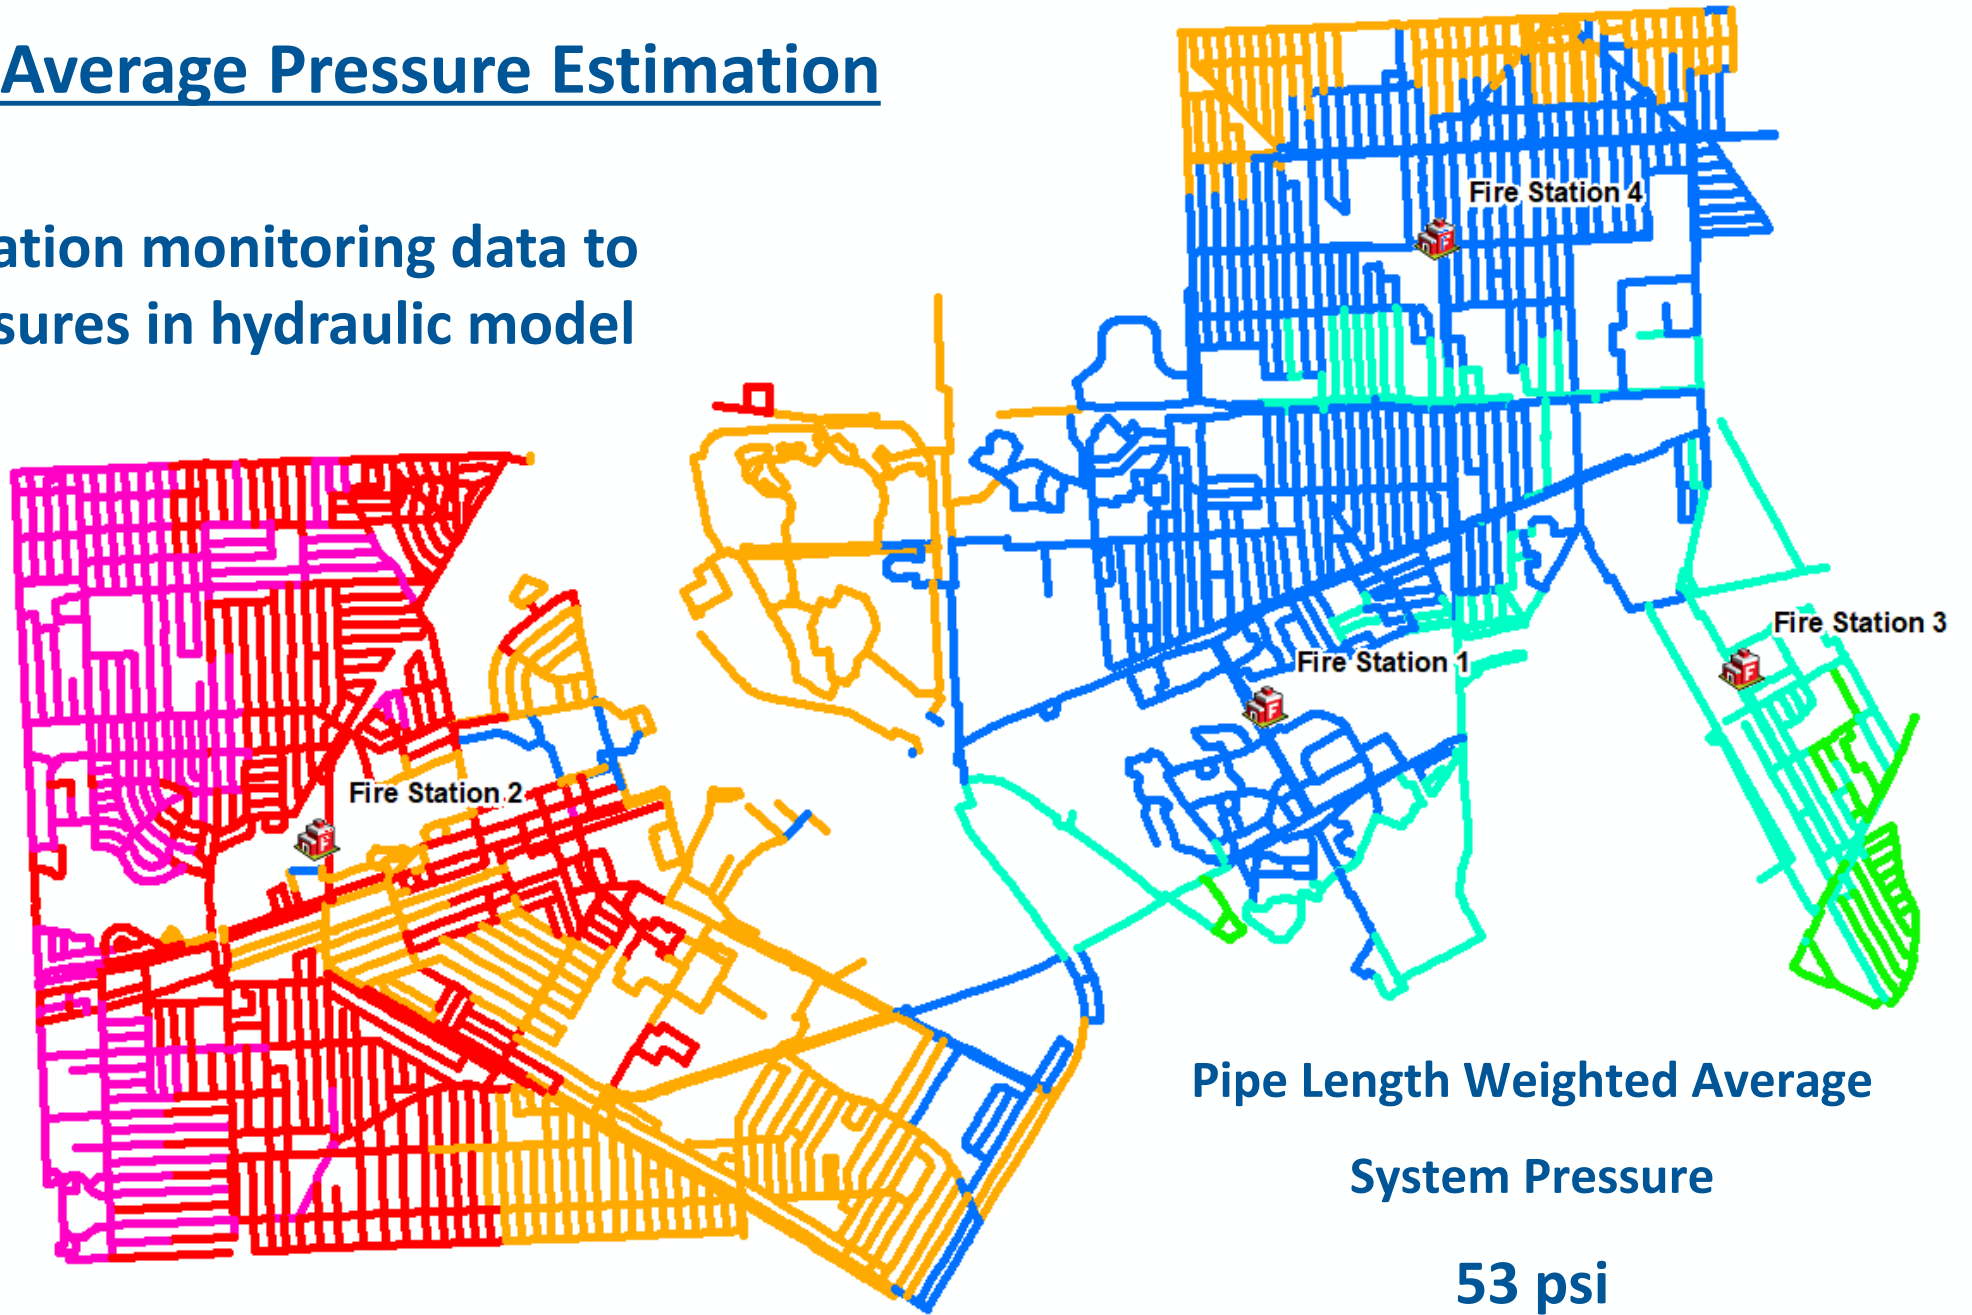 Average Pressure Estimation
ation monitoring data to
sures in hydraulic model
Fire Station 4
Fire Station 3
Fire Station 1
Fire Station 2
Pipe Length Weighted Average
System Pressure
53 psi